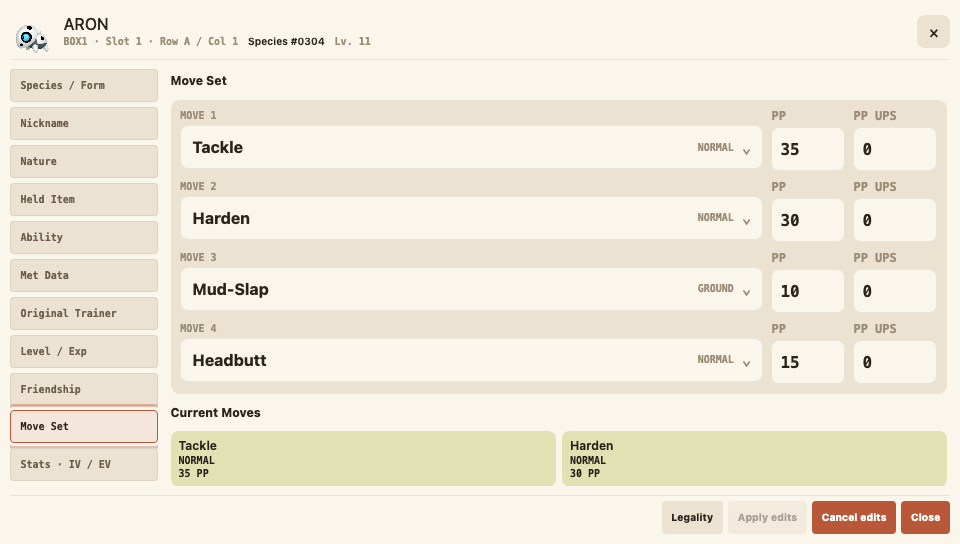 ARON
BOX1 · Slot 1 · Row A / Col 1 Species #0304 Lv. 11
×
Species / Form
Nickname
Nature
Held Item
Ability
Met Data
Original Trainer
Level / Exp
Friendship
Move Set
Stats · IV / EV
Move Set
MOVE 1 PP PP UPS
Tackle NORMAL 35 0
MOVE 2 PP PP UPS
Harden NORMAL 30 0
MOVE 3 PP PP UPS
Mud-Slap GROUND 10 0
MOVE 4 PP PP UPS
Headbutt NORMAL 15 0
Current Moves
Tackle
NORMAL
35 PP
Harden
NORMAL
30 PP
Legality Apply edits Cancel edits Close